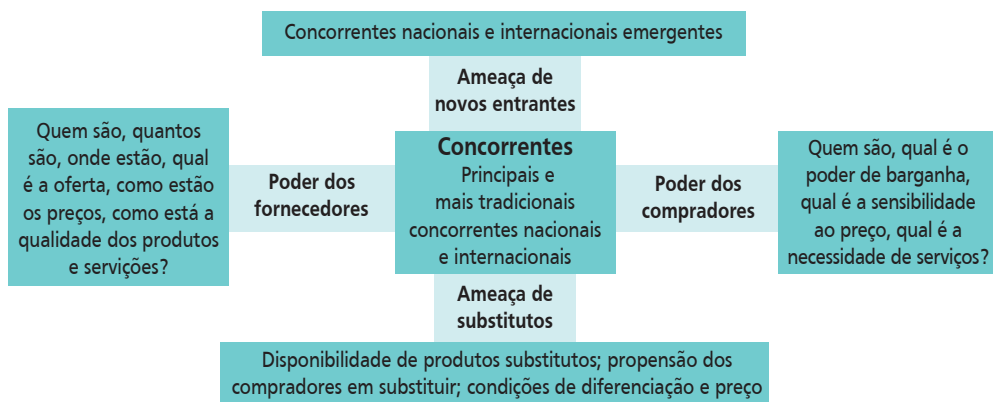 Concorrentes nacionais e internacionais emergentes
Ameaça de
novos entrantes
Quem são, quantos
são, onde estão, qual
é a oferta, como estão
os preços, como está a
qualidade dos produtos
e servições?
Poder dos
fornecedores
Concorrentes
Principais e
mais tradicionais
concorrentes nacionais
e internacionais
Poder dos
compradores
Quem são, qual é o
poder de barganha,
qual é a sensibilidade
ao preço, qual é a
necessidade de serviços?
Ameaça de
substitutos
Disponibilidade de produtos substitutos; propensão dos
compradores em substituir; condições de diferenciação e preço